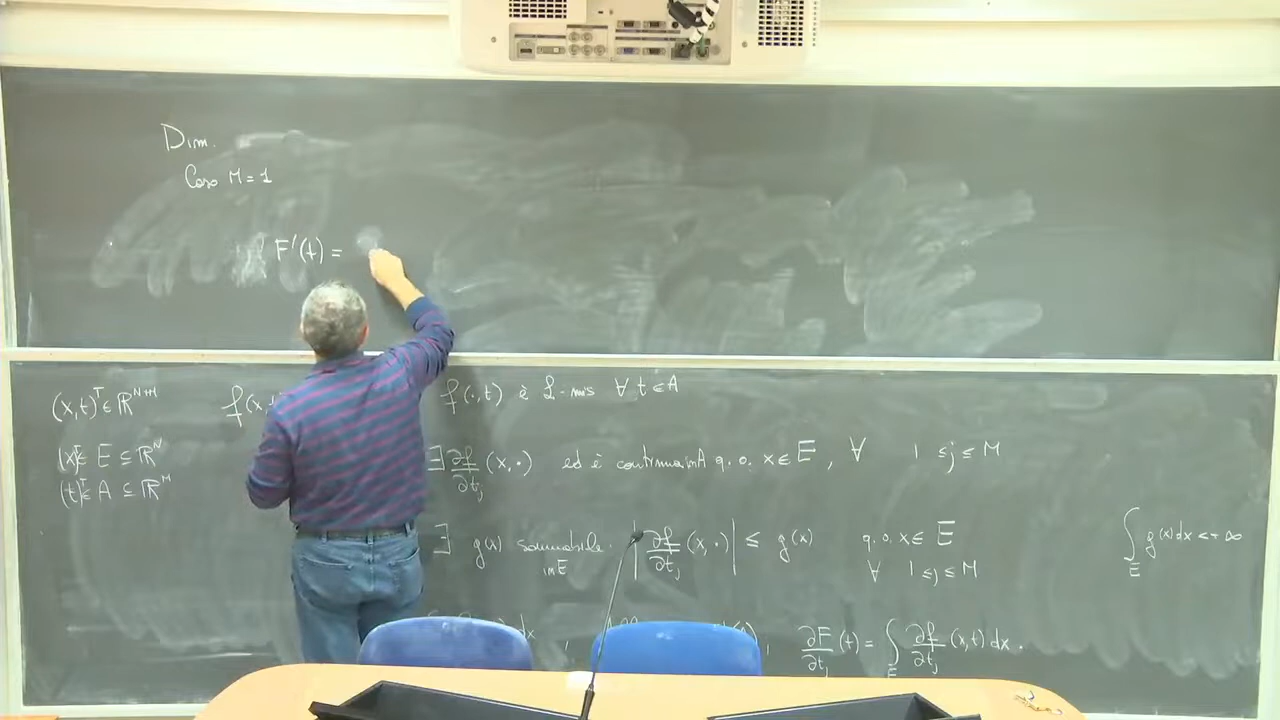 Dim.
Caso M = 1
F'(t) =
(x,t)ᵀ ∈ ℝᴺ⁺ᴹ f(x,t f(·,t) è L-mis ∀ t ∈ A
(x)ᵀ ∈ E ⊆ ℝᴺ ∃ ∂f/∂tⱼ (x,·) ed è continua in A q.o. x ∈ E, ∀ 1 ≤ j ≤ M
(t)ᵀ ∈ A ⊆ ℝᴹ
∃ g(x) sommabile in E |∂f/∂tⱼ (x,·)| ≤ g(x) q.o. x ∈ E ∫_E g(x) dx < +∞
∀ 1 ≤ j ≤ M
dx , ∂F/∂tⱼ (t) = ∫_E ∂f/∂tⱼ (x,t) dx.